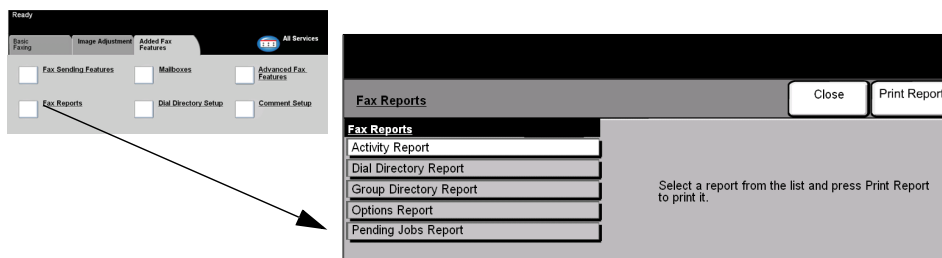 Ready
Basic
Faxing
Image Adjustment
Added Fax
Features
All Services
Fax Sending Features
Mailboxes
Advanced Fax
Features
Fax Reports
Dial Directory Setup
Comment Setup
Fax Reports
Close
Print Report
Fax Reports
Activity Report
Dial Directory Report
Group Directory Report
Options Report
Pending Jobs Report
Select a report from the list and press Print Report
to print it.